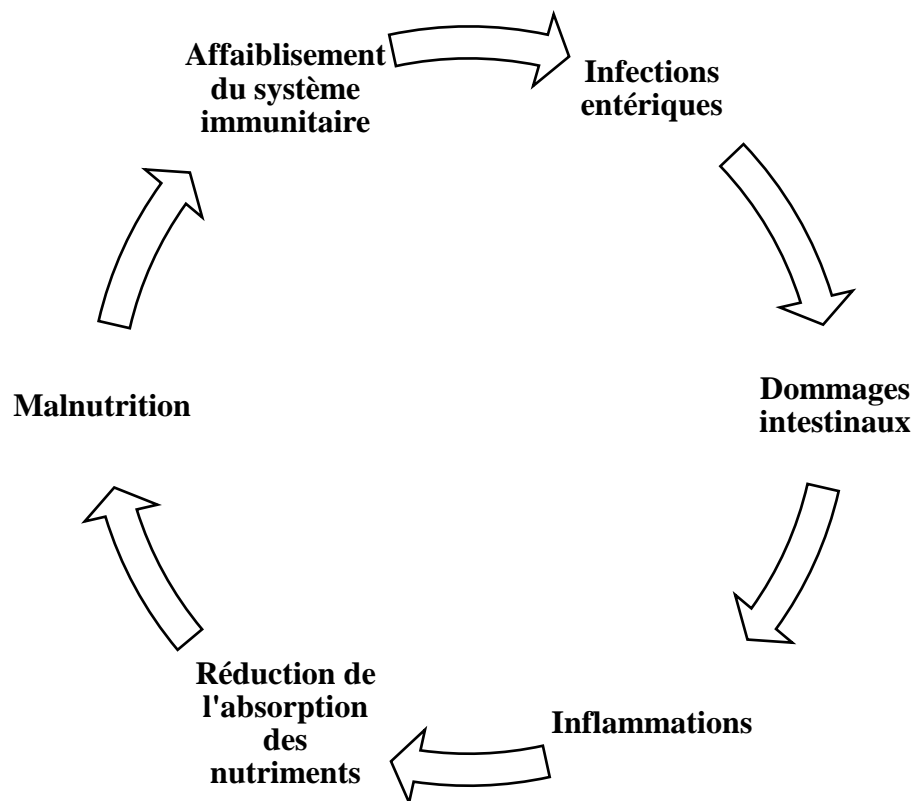 Affaiblisement
du système
immunitaire
Infections
entériques
Dommages
intestinaux
Inflammations
Réduction de
l'absorption
des
nutriments
Malnutrition